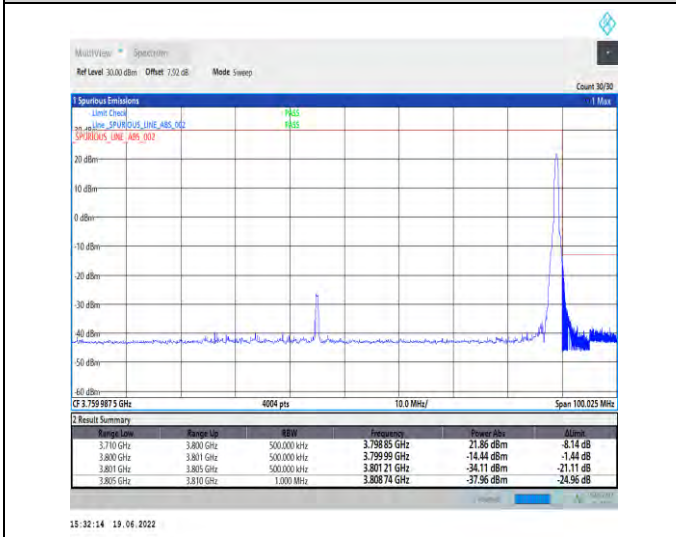 MultiView Spectrum
Ref Level 30.00 dBm Offset 7.92 dB Mode Sweep
Count 30/30
1 Spurious Emissions 1 Max
Limit Check PASS
Line _SPURIOUS_LINE_ABS_002 PASS
_SPURIOUS_LINE_ABS_002
20 dBm
10 dBm
0 dBm
-10 dBm
-20 dBm
-30 dBm
-40 dBm
-50 dBm
-60 dBm
CF 3.759 987 5 GHz 4004 pts 10.0 MHz/ Span 100.025 MHz
2 Result Summary
Range Low Range Up RBW Frequency Power Abs ΔLimit
3.710 GHz 3.800 GHz 500.000 kHz 3.798 85 GHz 21.86 dBm -8.14 dB
3.800 GHz 3.801 GHz 500.000 kHz 3.799 99 GHz -14.44 dBm -1.44 dB
3.801 GHz 3.805 GHz 500.000 kHz 3.801 21 GHz -34.11 dBm -21.11 dB
3.805 GHz 3.810 GHz 1.000 MHz 3.808 74 GHz -37.96 dBm -24.96 dB
15:32:14 19.06.2022